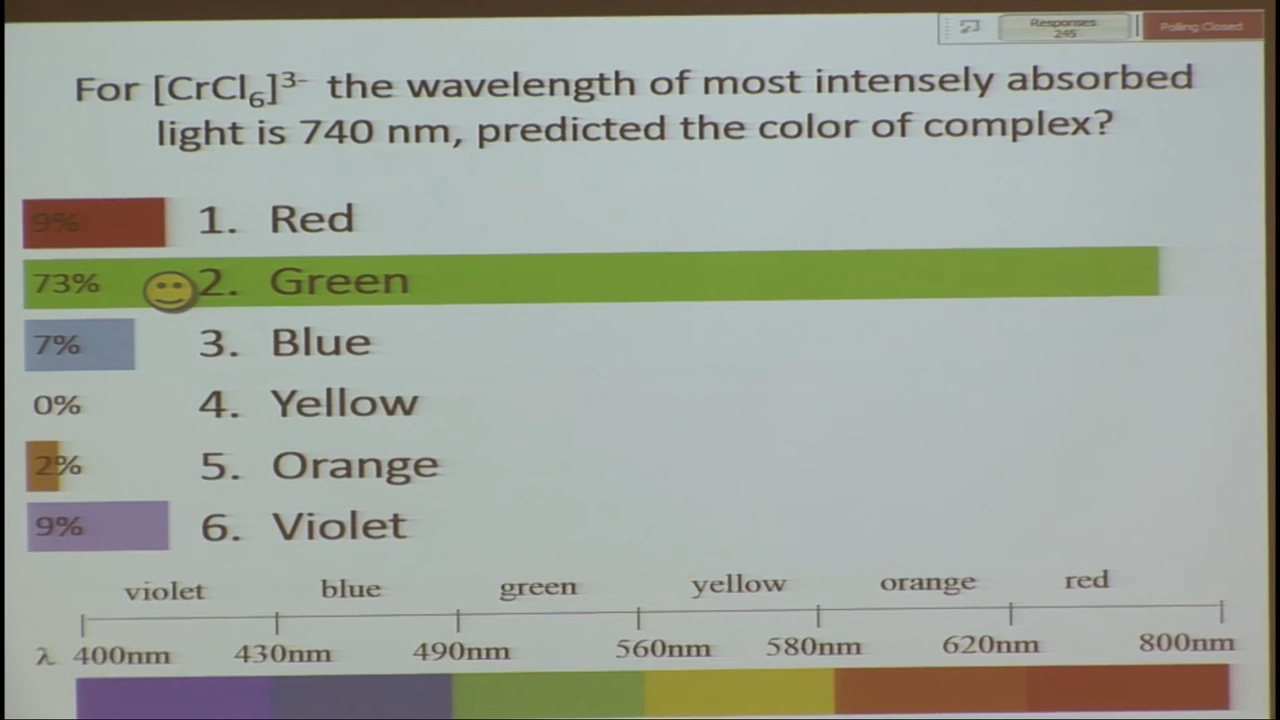 Responses
245
Polling Closed
For [CrCl₆]³⁻ the wavelength of most intensely absorbed
light is 740 nm, predicted the color of complex?
9% 1. Red
73% 2. Green
7% 3. Blue
0% 4. Yellow
2% 5. Orange
9% 6. Violet
violet blue green yellow orange red
λ 400nm 430nm 490nm 560nm 580nm 620nm 800nm